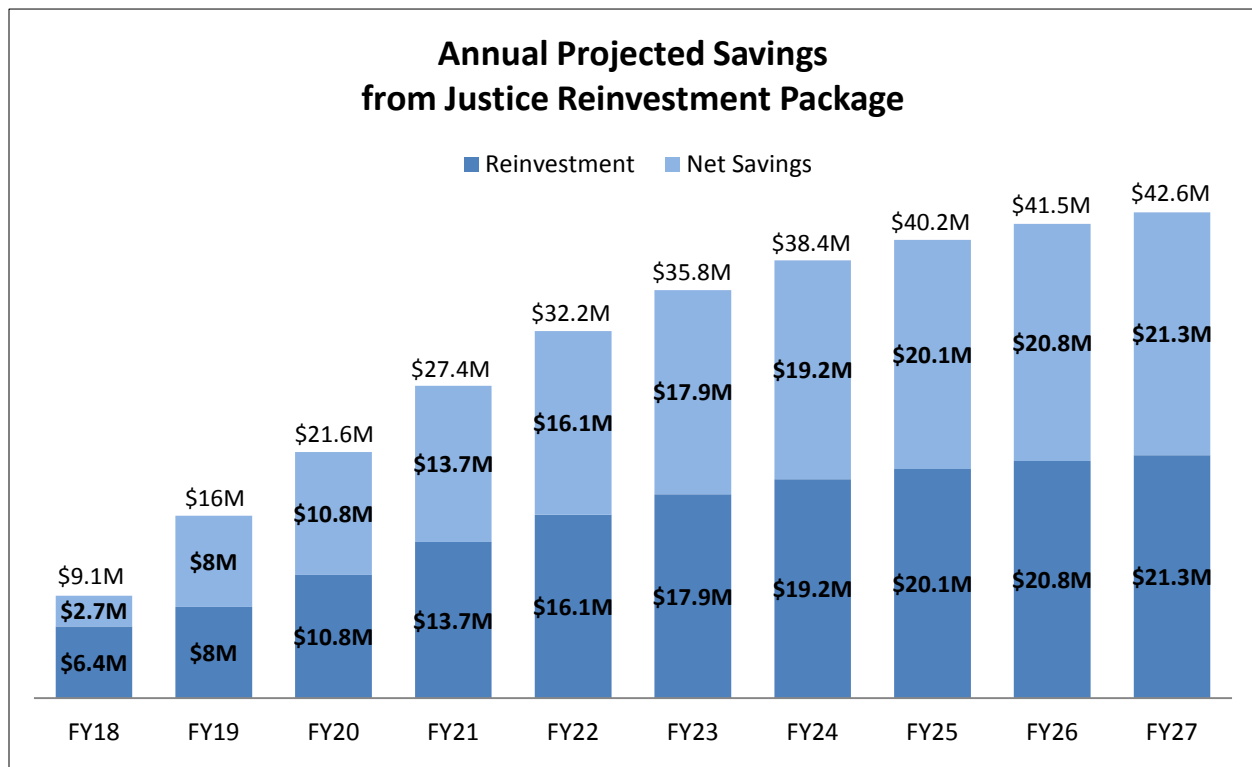 Annual Projected Savings
from Justice Reinvestment Package
Reinvestment Net Savings
$42.6M
$41.5M
$40.2M
$38.4M
$35.8M
$32.2M
$27.4M
$21.6M
$16M
$9.1M
$2.7M $8M $10.8M $13.7M $16.1M $17.9M $19.2M $20.1M $20.8M $21.3M
$6.4M $8M $10.8M $13.7M $16.1M $17.9M $19.2M $20.1M $20.8M $21.3M
FY18 FY19 FY20 FY21 FY22 FY23 FY24 FY25 FY26 FY27